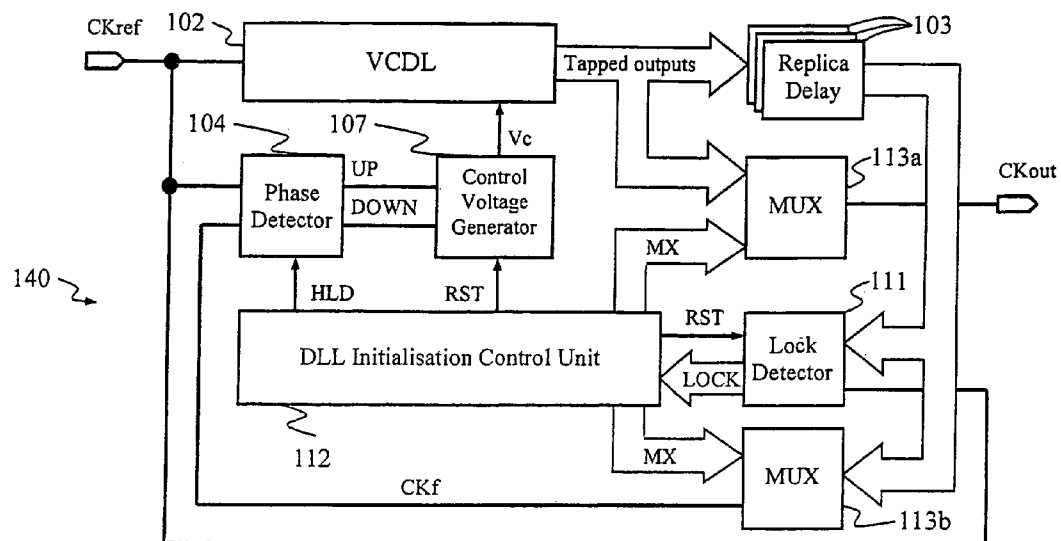 CKref
102
VCDL
Tapped outputs
103
Replica
Delay
104
107
Vc
113a
Phase
Detector
UP
DOWN
Control
Voltage
Generator
MUX
CKout
140
HLD
RST
MX
111
DLL Initialisation Control Unit
RST
LOCK
Lock
Detector
112
MX
CKf
MUX
113b